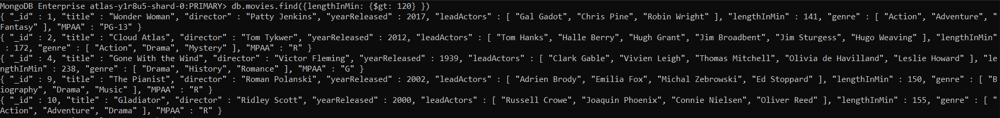 MongoDB Enterprise atlas-y1r8u5-shard-0:PRIMARY> db.movies.find({lengthInMin: {$gt: 120} })
{ "_id" : 1, "title" : "Wonder Woman", "director" : "Patty Jenkins", "yearReleased" : 2017, "leadActors" : [ "Gal Gadot", "Chris Pine", "Robin Wright" ], "lengthInMin" : 141, "genre" : [ "Action", "Adventure", "
Fantasy" ], "MPAA" : "PG-13" }
{ "_id" : 2, "title" : "Cloud Atlas", "director" : "Tom Tykwer", "yearReleased" : 2012, "leadActors" : [ "Tom Hanks", "Halle Berry", "Hugh Grant", "Jim Broadbent", "Jim Sturgess", "Hugo Weaving" ], "lengthInMin"
 : 172, "genre" : [ "Action", "Drama", "Mystery" ], "MPAA" : "R" }
{ "_id" : 4, "title" : "Gone With the Wind", "director" : "Victor Fleming", "yearReleased" : 1939, "leadActors" : [ "Clark Gable", "Vivien Leigh", "Thomas Mitchell", "Olivia de Havilland", "Leslie Howard" ], "le
ngthInMin" : 238, "genre" : [ "Drama", "History", "Romance" ], "MPAA" : "G" }
{ "_id" : 9, "title" : "The Pianist", "director" : "Roman Polanski", "yearReleased" : 2002, "leadActors" : [ "Adrien Brody", "Emilia Fox", "Michal Zebrowski", "Ed Stoppard" ], "lengthInMin" : 150, "genre" : [ "B
iography", "Drama", "Music" ], "MPAA" : "R" }
{ "_id" : 10, "title" : "Gladiator", "director" : "Ridley Scott", "yearReleased" : 2000, "leadActors" : [ "Russell Crowe", "Joaquin Phoenix", "Connie Nielsen", "Oliver Reed" ], "lengthInMin" : 155, "genre" : [ "
Action", "Adventure", "Drama" ], "MPAA" : "R" }